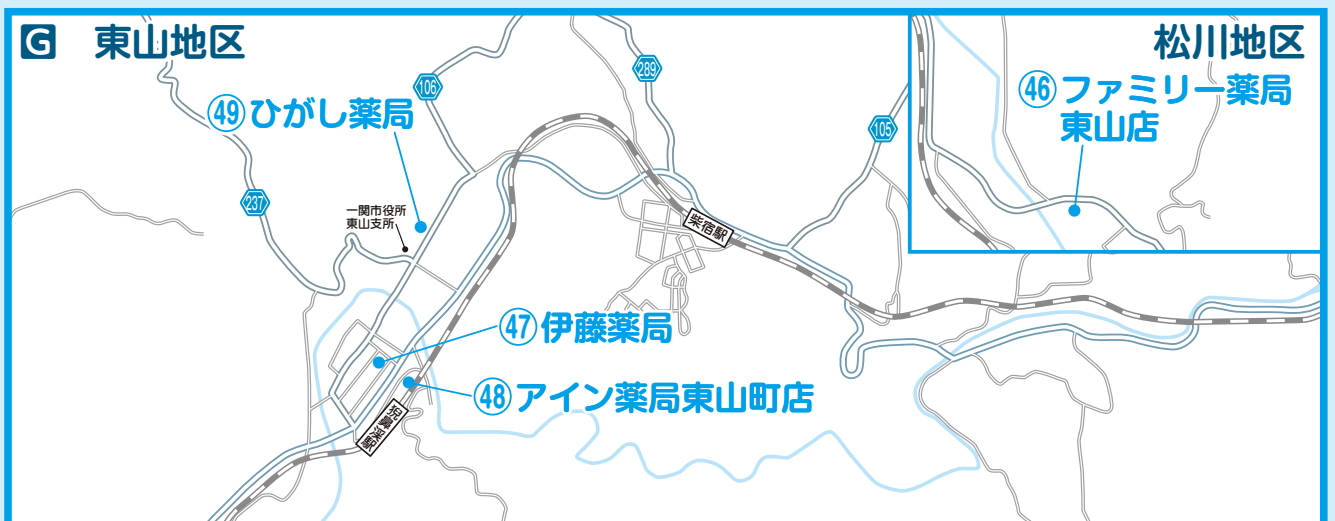 G 東山地区
松川地区
㊻ファミリー薬局
東山店
106
289
105
237
㊾ひがし薬局
一関市役所
東山支所
柴宿駅
㊼伊藤薬局
㊽アイン薬局東山町店
猊鼻渓駅